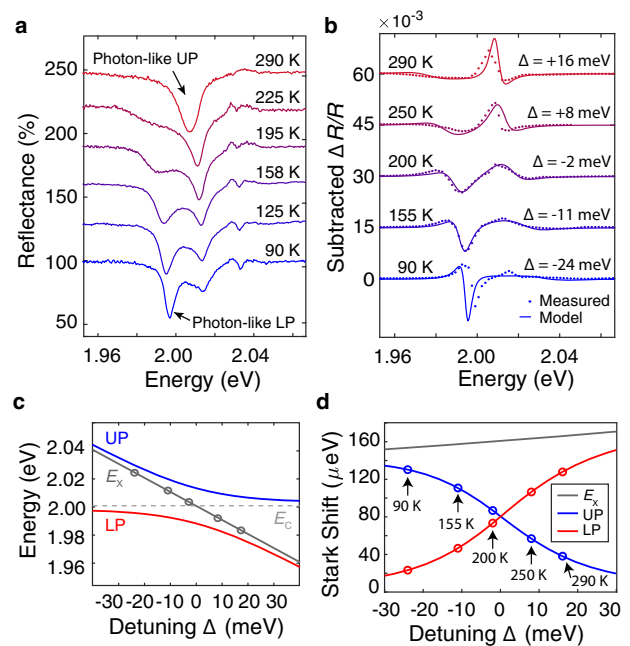 a
Photon-like UP
290 K
225 K
195 K
158 K
125 K
90 K
Photon-like LP
250
200
150
100
50
Reflectance (%)
1.96
2.00
2.04
Energy (eV)
b
×10⁻³
290 K
Δ = +16 meV
250 K
Δ = +8 meV
200 K
Δ = -2 meV
155 K
Δ = -11 meV
90 K
Δ = -24 meV
Measured
Model
60
45
30
15
0
Subtracted Δ R/R
1.96
2.00
2.04
Energy (eV)
c
UP
Eₓ
E_C
LP
2.04
2.02
2.00
1.98
1.96
Energy (eV)
-30
-20
-10
0
10
20
30
Detuning Δ (meV)
d
160
120
80
40
0
Stark Shift (μeV)
90 K
155 K
200 K
250 K
290 K
Eₓ
UP
LP
-30
-20
-10
0
10
20
30
Detuning Δ (meV)